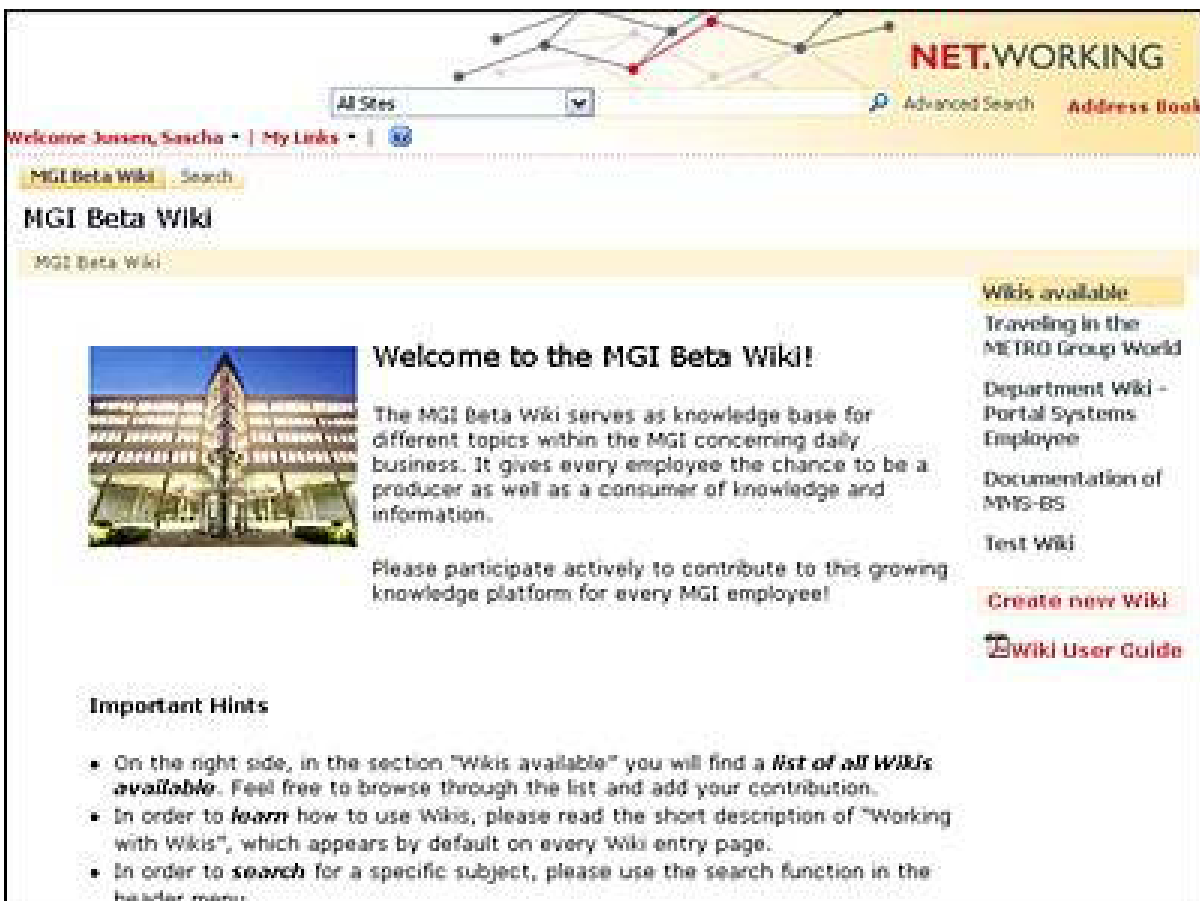 NET.WORKING
All Sites
Advanced Search Address Book
Welcome Jussen, Sascha | My Links |
MGI Beta Wiki Search
MGI Beta Wiki
MGI Beta Wiki
Wikis available
Traveling in the
METRO Group World
Department Wiki -
Portal Systems
Employee
Documentation of
MMS-BS
Test Wiki
Create new Wiki
Wiki User Guide
Welcome to the MGI Beta Wiki!
The MGI Beta Wiki serves as knowledge base for
different topics within the MGI concerning daily
business. It gives every employee the chance to be a
producer as well as a consumer of knowledge and
information.
Please participate actively to contribute to this growing
knowledge platform for every MGI employee!
Important Hints
• On the right side, in the section "Wikis available" you will find a list of all Wikis
available. Feel free to browse through the list and add your contribution.
• In order to learn how to use Wikis, please read the short description of "Working
with Wikis", which appears by default on every Wiki entry page.
• In order to search for a specific subject, please use the search function in the
header menu